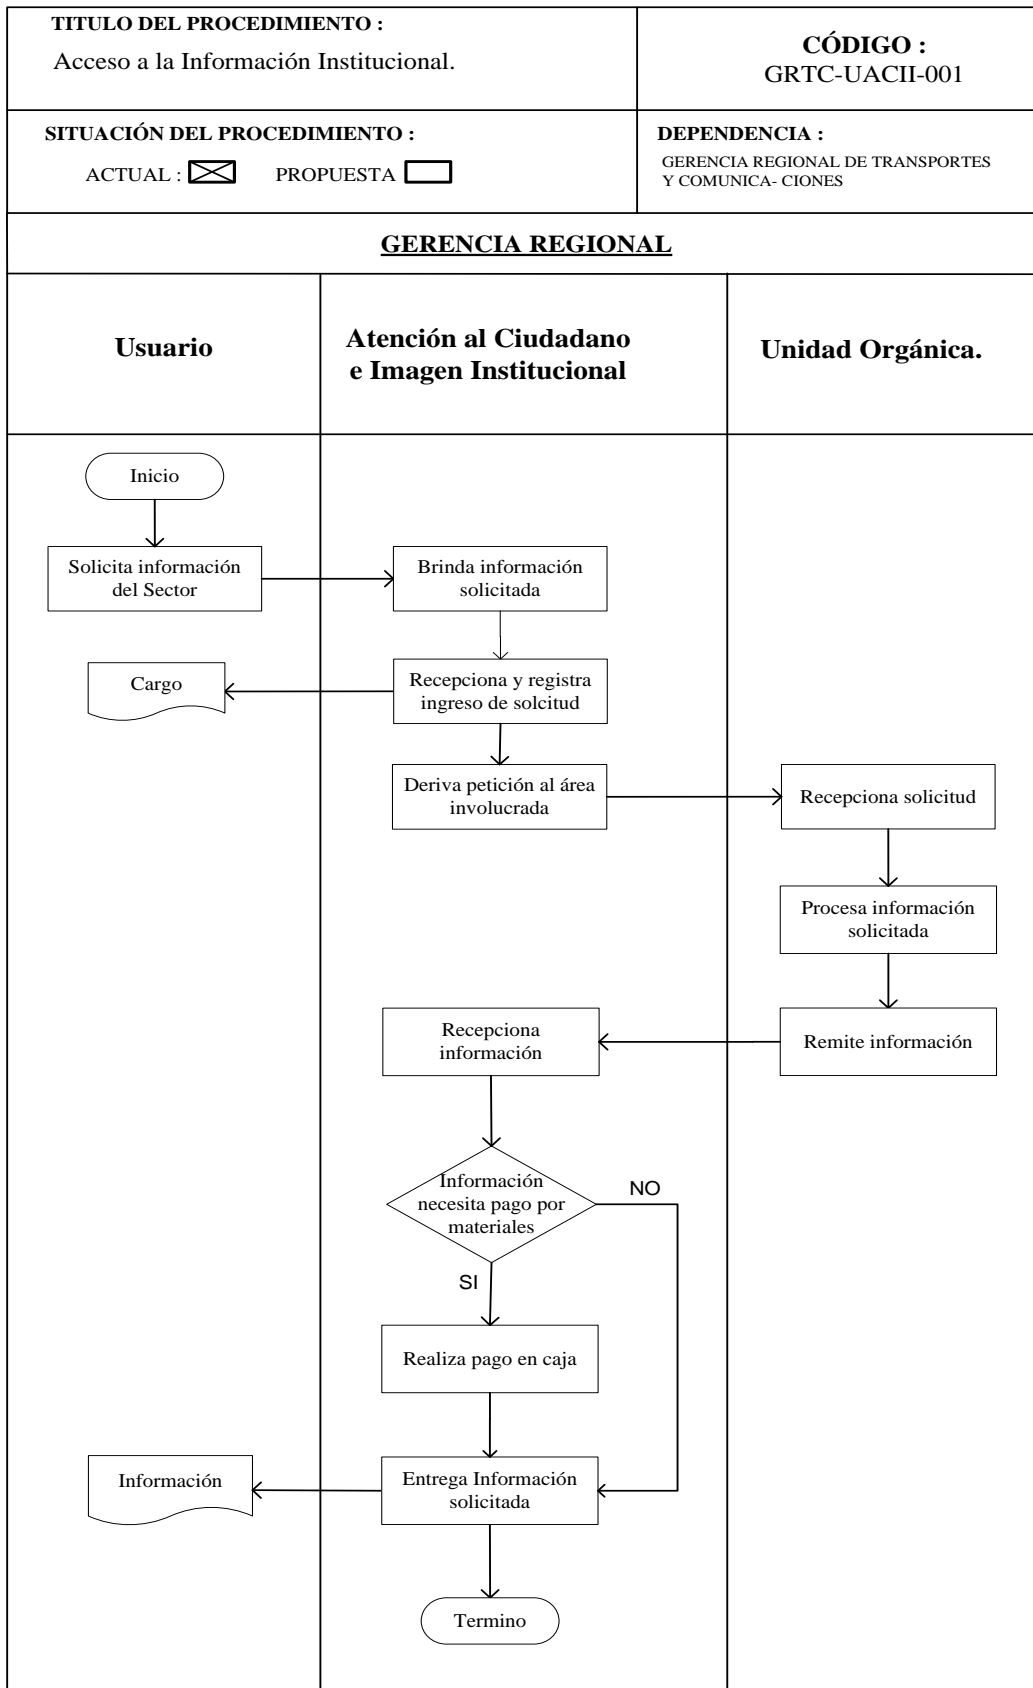 TITULO DEL PROCEDIMIENTO :
Acceso a la Información Institucional.
CÓDIGO :
GRTC-UACII-001
SITUACIÓN DEL PROCEDIMIENTO :
ACTUAL :
PROPUESTA
DEPENDENCIA :
GERENCIA REGIONAL DE TRANSPORTES
Y COMUNICA- CIONES
GERENCIA REGIONAL
Usuario
Atención al Ciudadano
e Imagen Institucional
Unidad Orgánica.
Inicio
Solicita información
del Sector
Brinda información
solicitada
Cargo
Recepciona y registra
ingreso de solcitud
Deriva petición al área
involucrada
Recepciona solicitud
Procesa información
solicitada
Recepciona
información
Remite información
Información
necesita pago por
materiales
NO
SI
Realiza pago en caja
Información
Entrega Información
solicitada
Termino